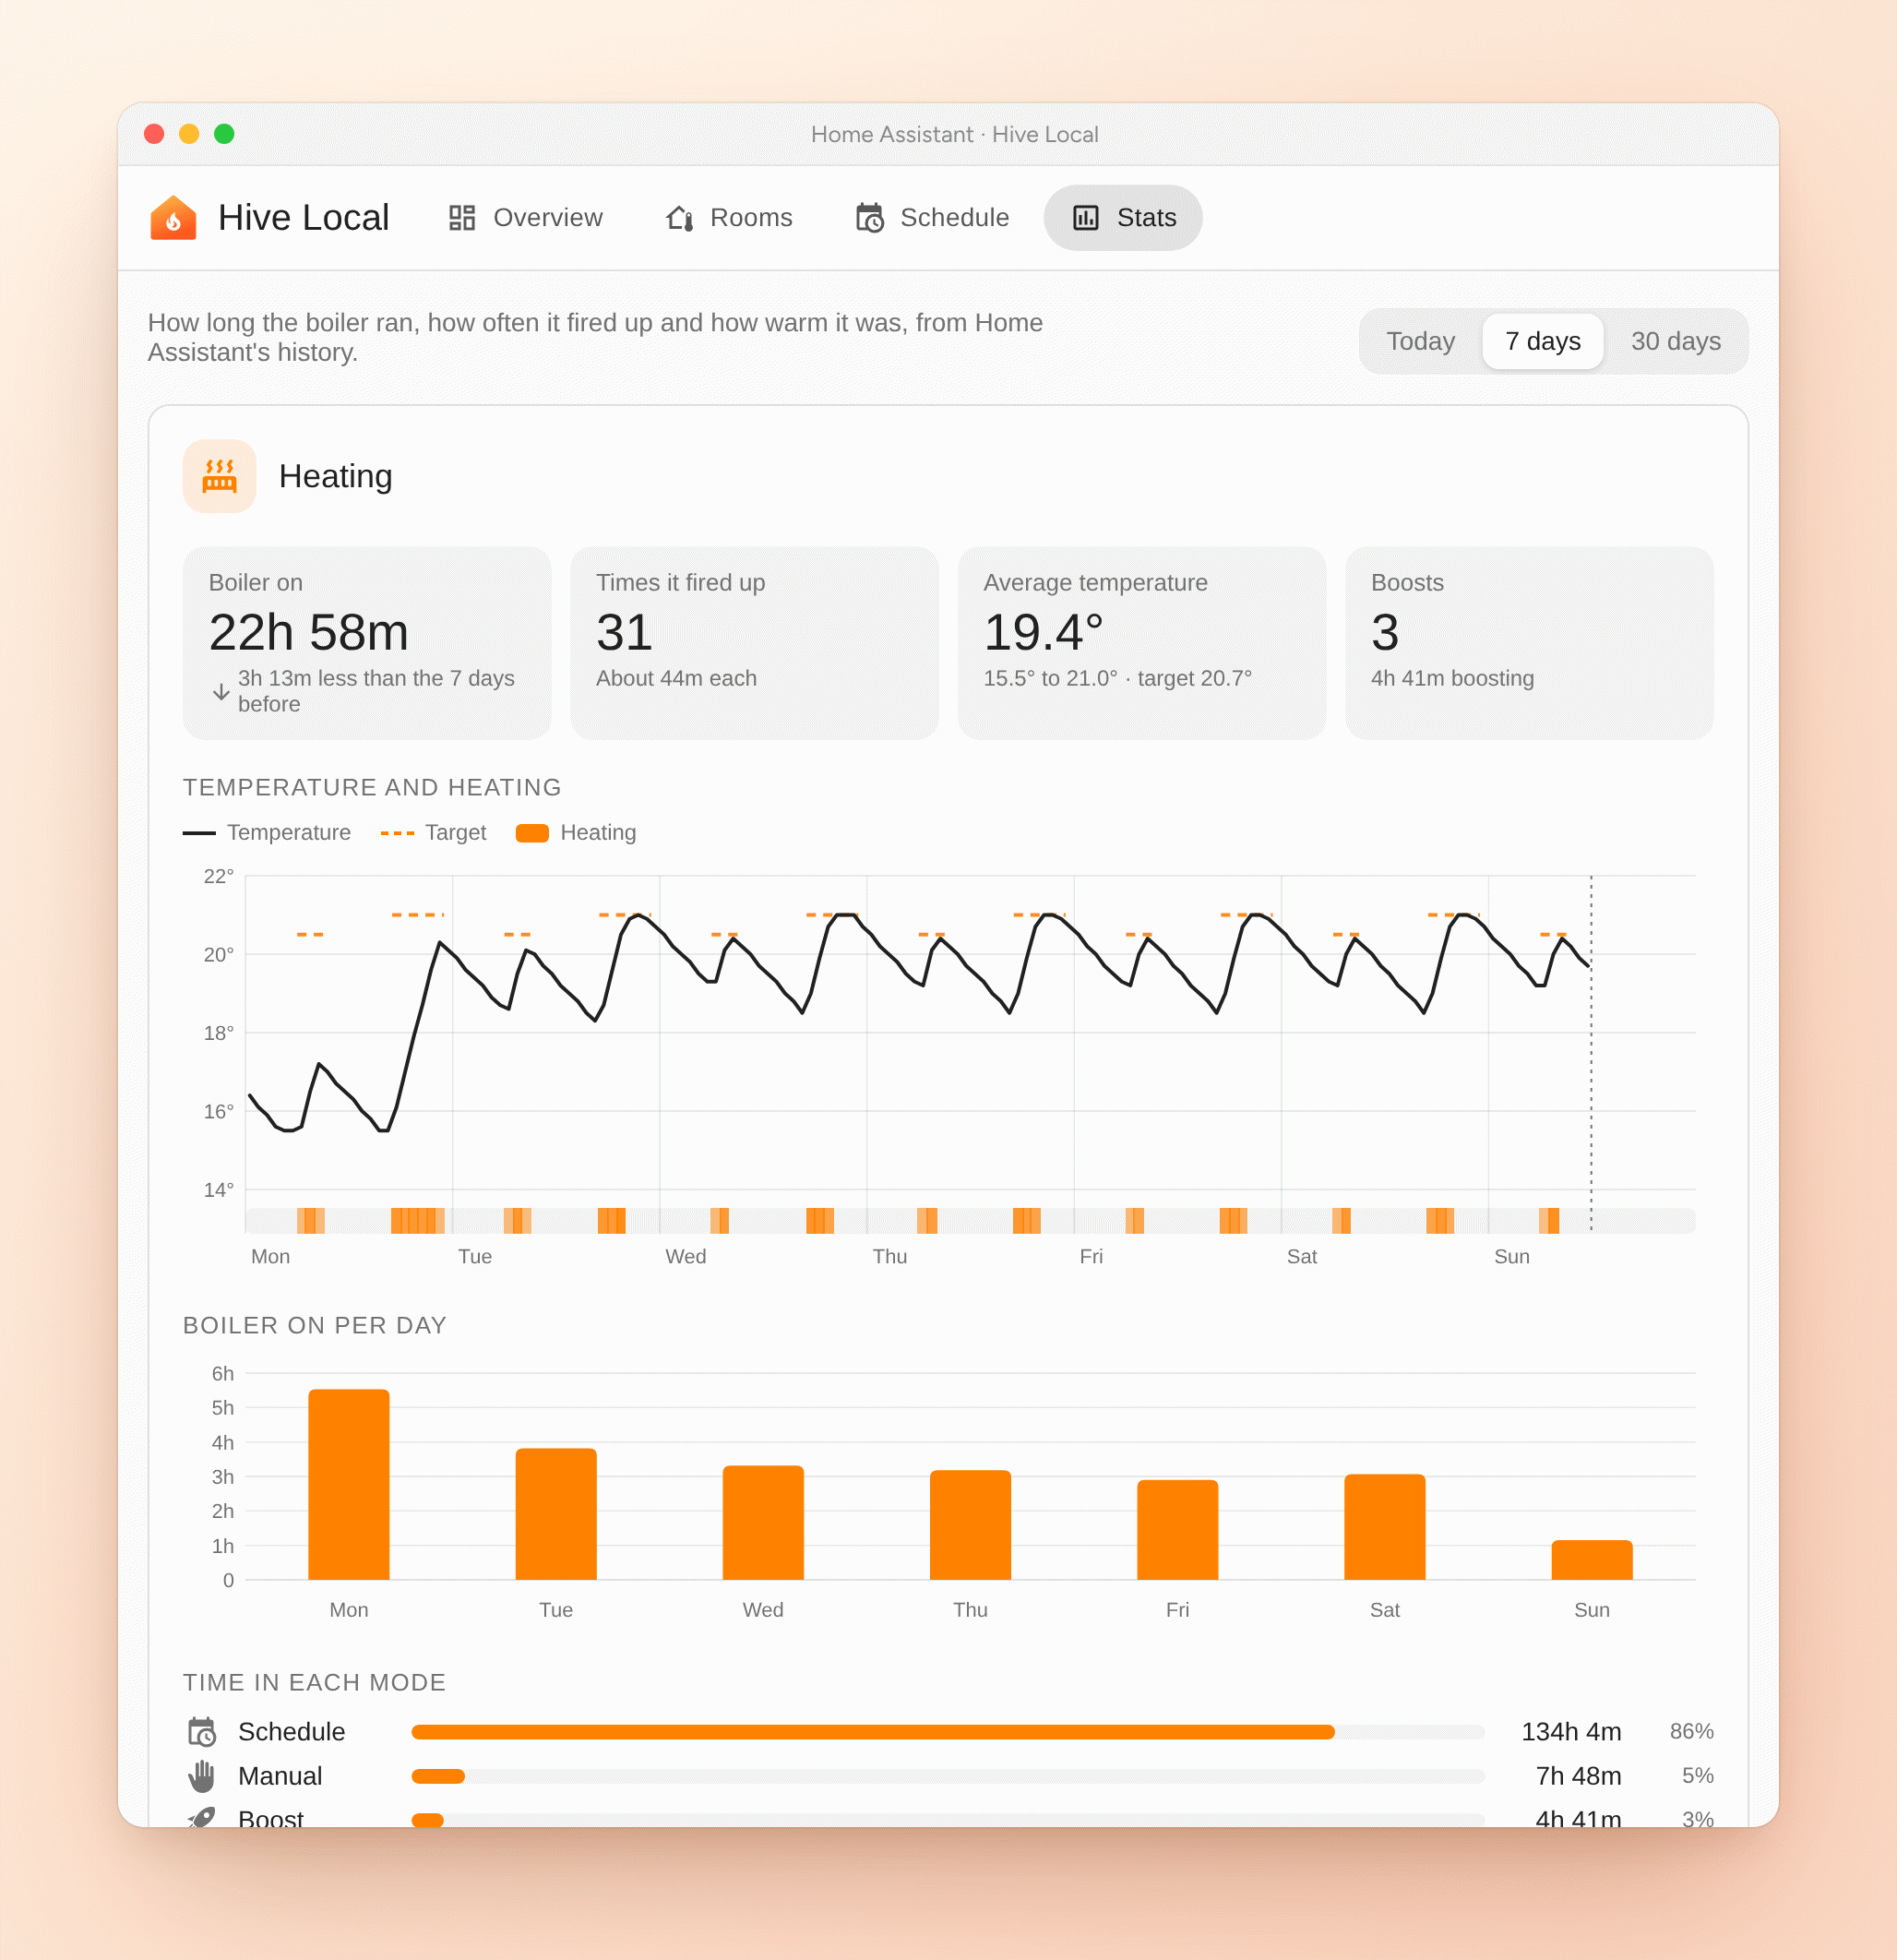 Home Assistant · Hive Local
Hive Local
Overview
Rooms
Schedule
Stats
How long the boiler ran, how often it fired up and how warm it was, from Home
Assistant's history.
Today
7 days
30 days
Heating
Boiler on
22h 58m
3h 13m less than the 7 days
before
Times it fired up
31
About 44m each
Average temperature
19.4°
15.5° to 21.0° · target 20.7°
Boosts
3
4h 41m boosting
TEMPERATURE AND HEATING
Temperature
Target
Heating
22°
20°
18°
16°
14°
Mon
Tue
Wed
Thu
Fri
Sat
Sun
BOILER ON PER DAY
6h
5h
4h
3h
2h
1h
0
Mon
Tue
Wed
Thu
Fri
Sat
Sun
TIME IN EACH MODE
Schedule
134h 4m
86%
Manual
7h 48m
5%
Boost
4h 41m
3%